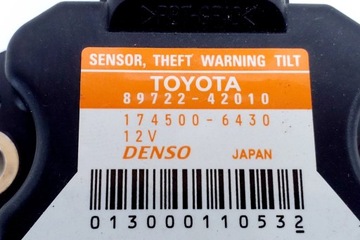 SENSOR, THEFT WARNING TILT
TOYOTA
89722-42010
174500-6430
12V
DENSO JAPAN
013000110532